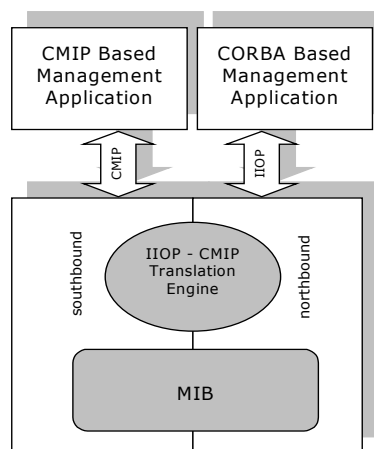 CMIP Based
Management
Application
CORBA Based
Management
Application
CMIP
IIOP
southbound
IIOP - CMIP
Translation
Engine
northbound
MIB